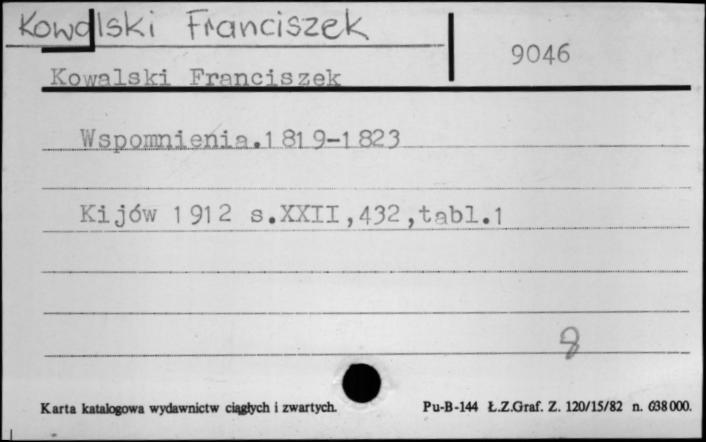 Kowalski Franciszek
9046
Kowalski Franciszek
Wspomnienia.1819-1823
Kijów 1912 s.XXII,432,tabl.1
8
Karta katalogowa wydawnictw ciągłych i zwartych. Pu-B-144 Ł.Z.Graf. Z. 120/15/82 n. 638000.